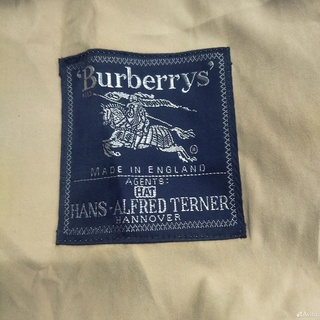 'Burberrys'
MADE IN ENGLAND
AGENTS:
HAT
HANS-ALFRED TERNER
HANNOVER